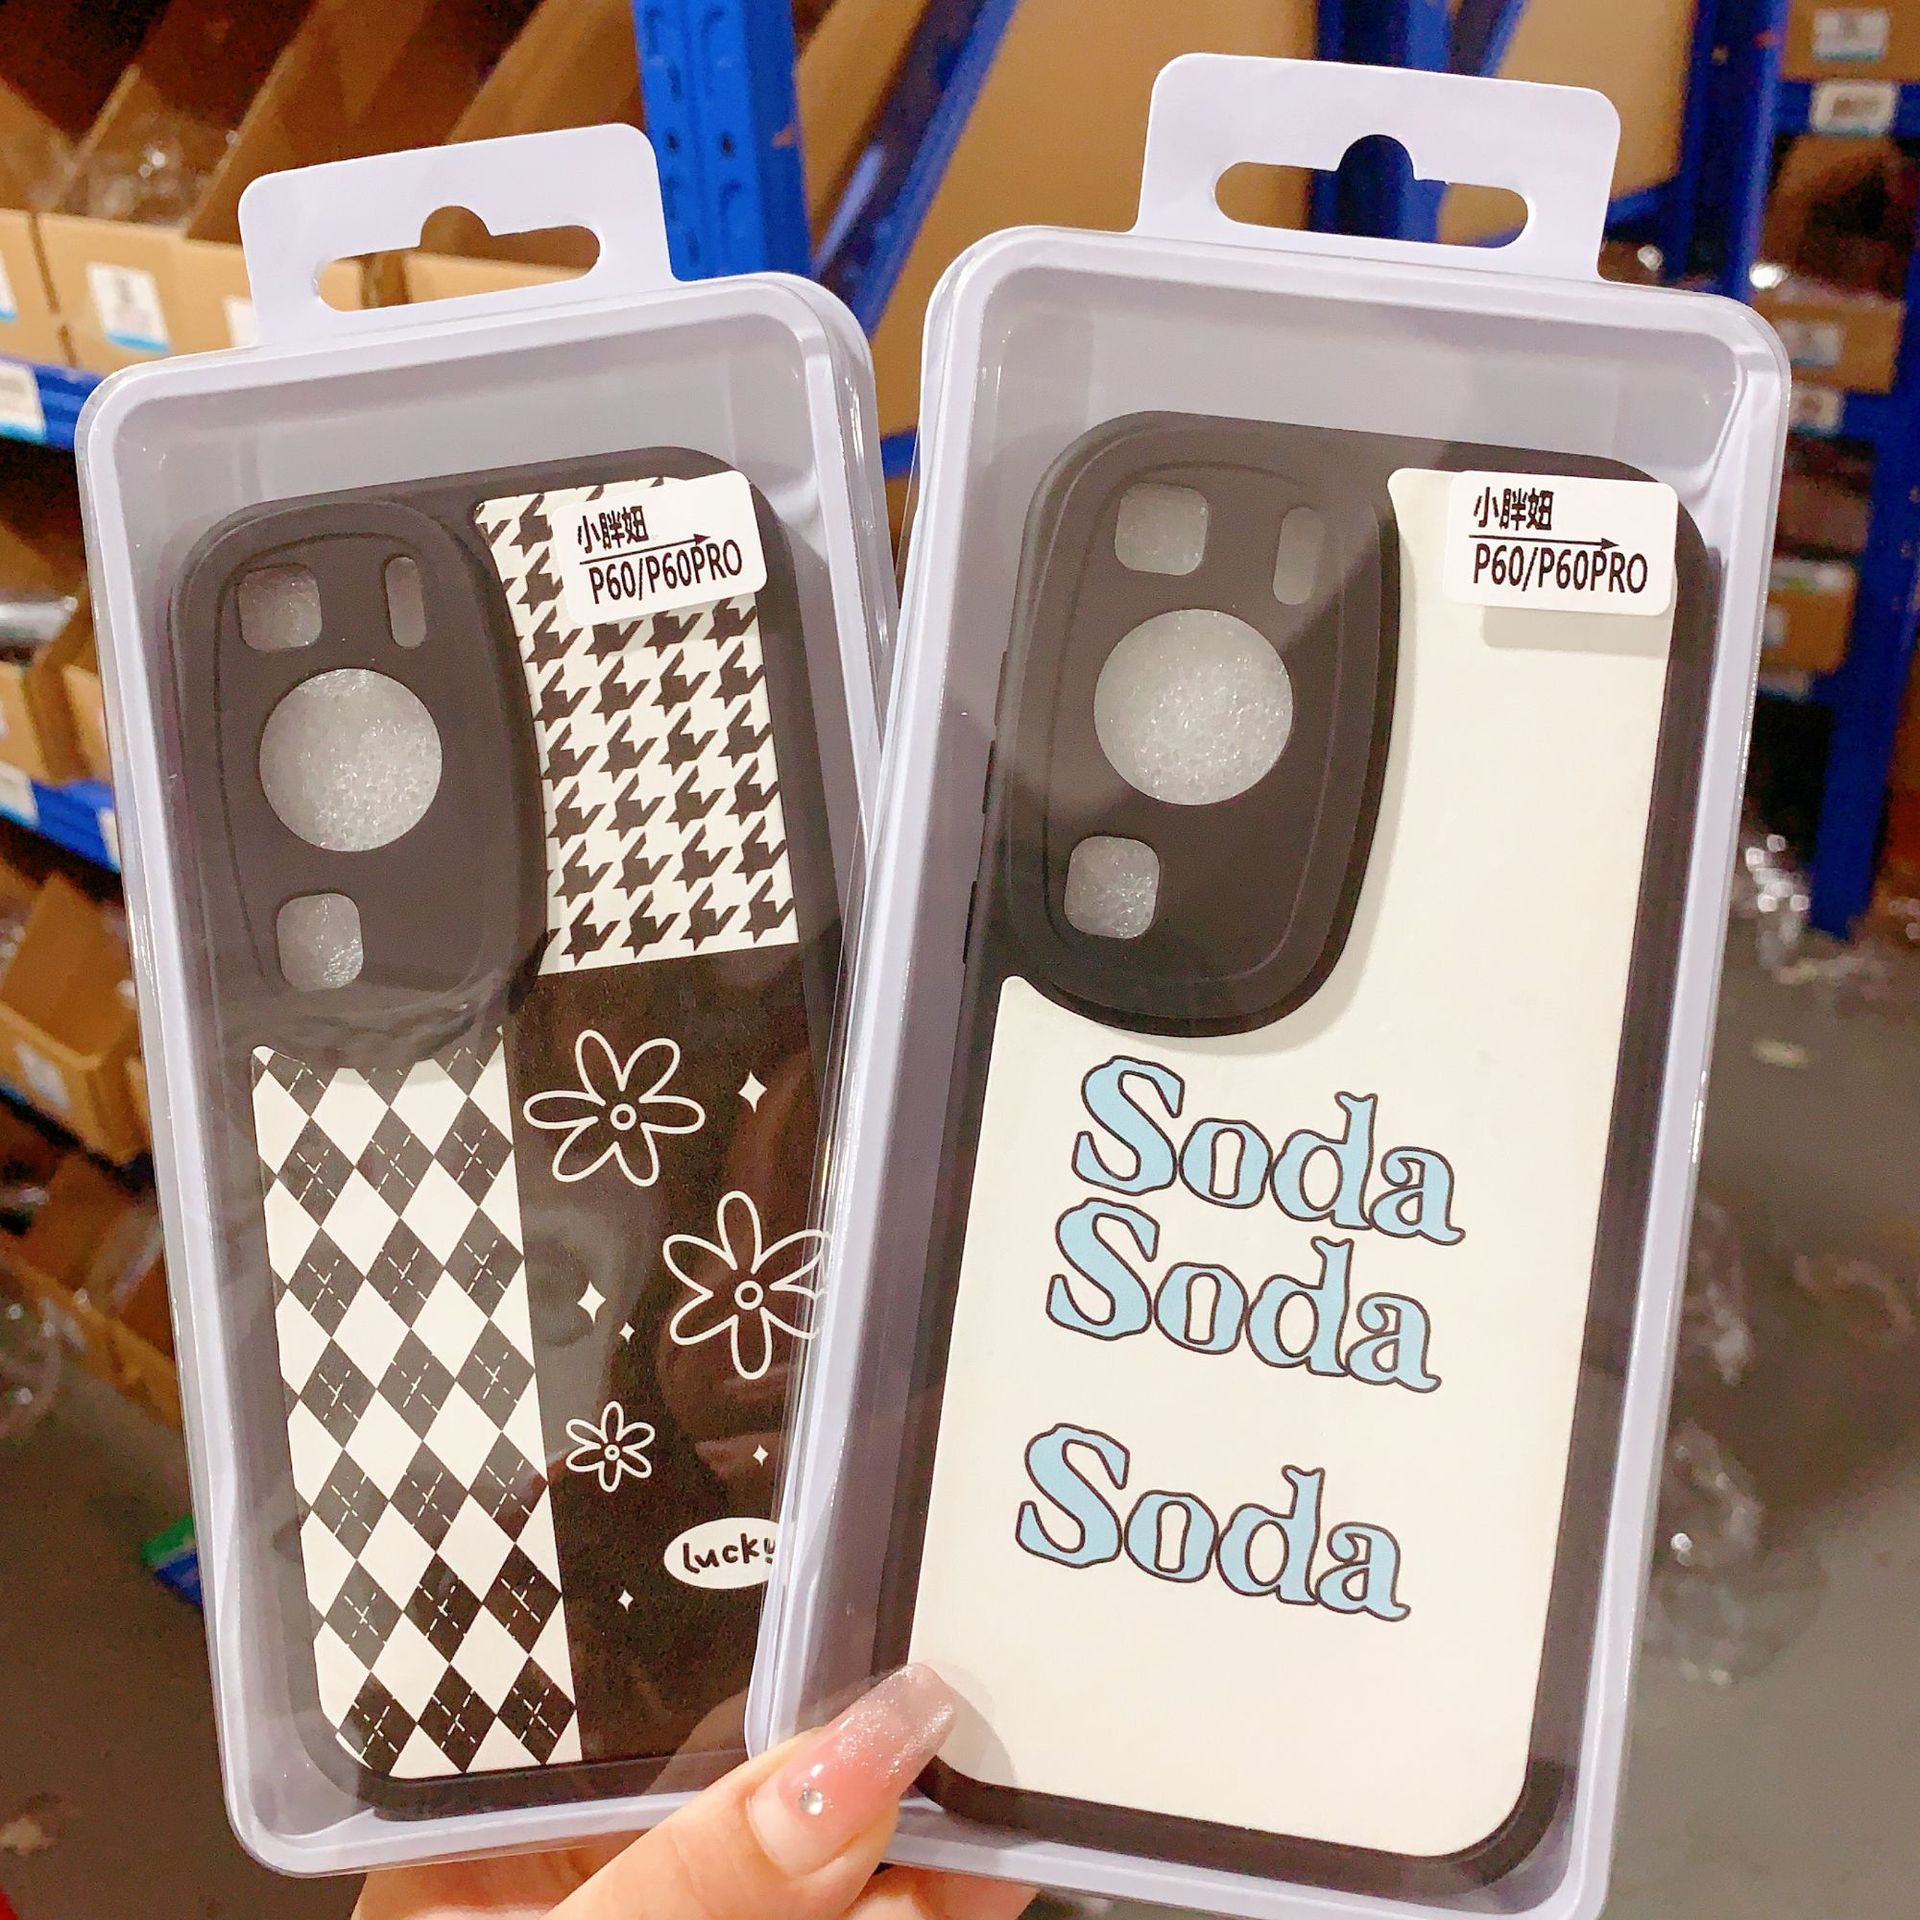 小胖妞
P60/P60PRO
lucky
小胖妞
P60/P60PRO
Soda
Soda
Soda